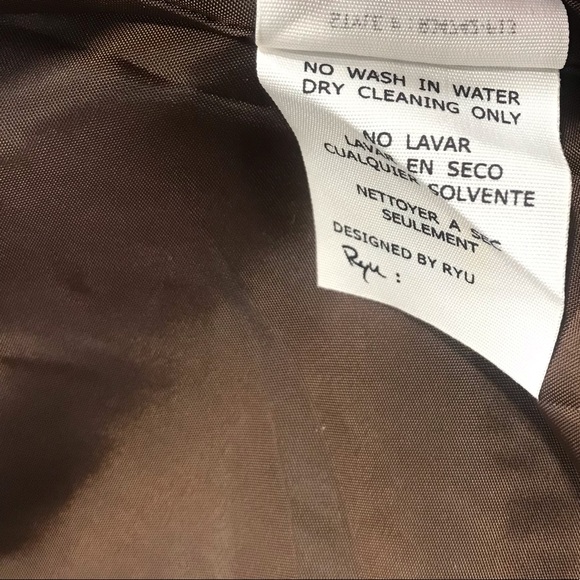 NO WASH IN WATER
DRY CLEANING ONLY
NO LAVAR
LAVAR EN SECO
CUALQUIER SOLVENTE
NETTOYER A SEC
SEULEMENT
DESIGNED BY RYU
Ryu :